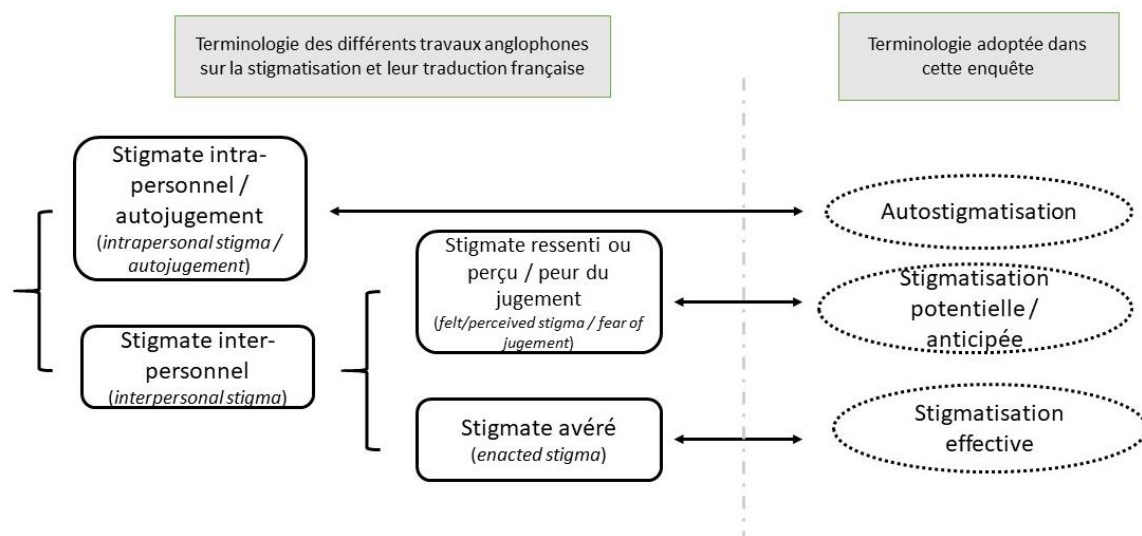 Terminologie des différents travaux anglophones
sur la stigmatisation et leur traduction française
Terminologie adoptée dans
cette enquête
Stigmate intra-
personnel /
autojugement
(intrapersonal stigma /
autojugement)
Autostigmatisation
Stigmate ressenti ou
perçu / peur du
jugement
(felt/perceived stigma / fear of
jugement)
Stigmatisation
potentielle /
anticipée
Stigmate inter-
personnel
(interpersonal stigma)
Stigmate avéré
(enacted stigma)
Stigmatisation
effective